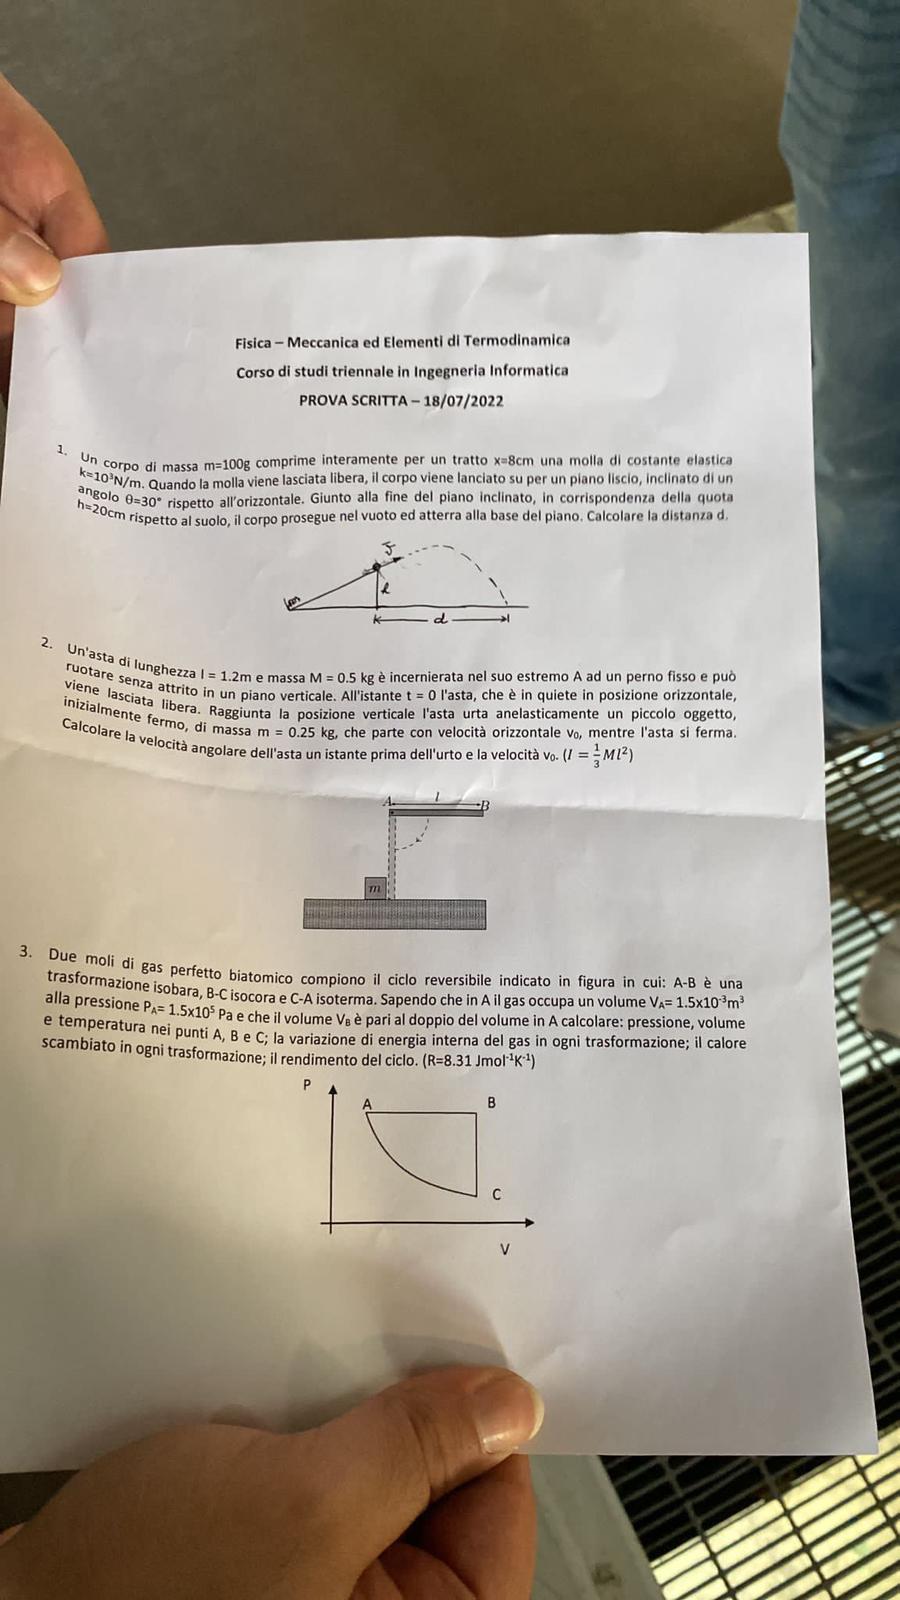 Fisica – Meccanica ed Elementi di Termodinamica
Corso di studi triennale in Ingegneria Informatica
PROVA SCRITTA – 18/07/2022
1. Un corpo di massa m=100g comprime interamente per un tratto x=8cm una molla di costante elastica
k=10³N/m. Quando la molla viene lasciata libera, il corpo viene lanciato su per un piano liscio, inclinato di un
angolo θ=30° rispetto all'orizzontale. Giunto alla fine del piano inclinato, in corrispondenza della quota
h=20cm rispetto al suolo, il corpo prosegue nel vuoto ed atterra alla base del piano. Calcolare la distanza d.
d
2. Un'asta di lunghezza l = 1.2m e massa M = 0.5 kg è incernierata nel suo estremo A ad un perno fisso e può
ruotare senza attrito in un piano verticale. All'istante t = 0 l'asta, che è in quiete in posizione orizzontale,
viene lasciata libera. Raggiunta la posizione verticale l'asta urta anelasticamente un piccolo oggetto,
inizialmente fermo, di massa m = 0.25 kg, che parte con velocità orizzontale v₀, mentre l'asta si ferma.
Calcolare la velocità angolare dell'asta un istante prima dell'urto e la velocità v₀. (I = 1/3 Ml²)
A l B
m
3. Due moli di gas perfetto biatomico compiono il ciclo reversibile indicato in figura in cui: A-B è una
trasformazione isobara, B-C isocora e C-A isoterma. Sapendo che in A il gas occupa un volume V_A= 1.5x10⁻³m³
alla pressione P_A= 1.5x10⁵ Pa e che il volume V_B è pari al doppio del volume in A calcolare: pressione, volume
e temperatura nei punti A, B e C; la variazione di energia interna del gas in ogni trasformazione; il calore
scambiato in ogni trasformazione; il rendimento del ciclo. (R=8.31 Jmol⁻¹K⁻¹)
P
A B
C
V